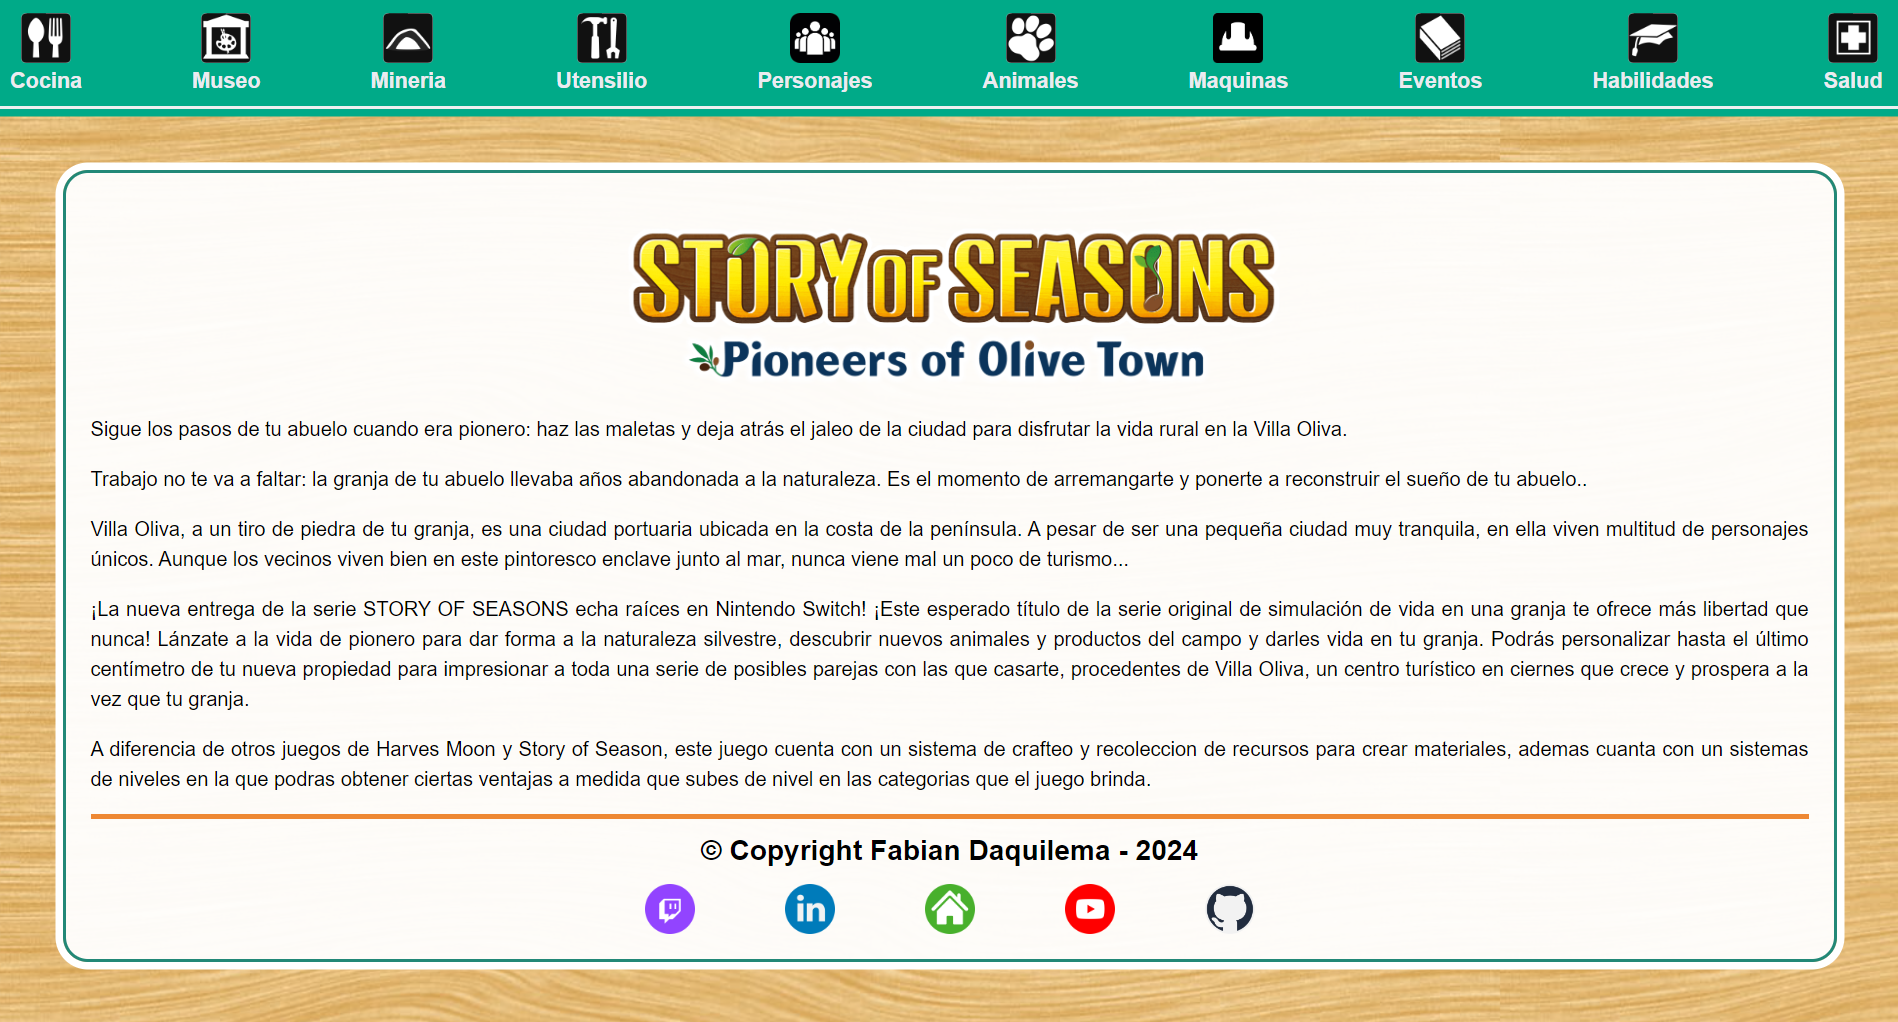 Cocina
Museo
Mineria
Utensilio
Personajes
Animales
Maquinas
Eventos
Habilidades
Salud
STORY OF SEASONS
Pioneers of Olive Town
Sigue los pasos de tu abuelo cuando era pionero: haz las maletas y deja atrás el jaleo de la ciudad para disfrutar la vida rural en la Villa Oliva.
Trabajo no te va a faltar: la granja de tu abuelo llevaba años abandonada a la naturaleza. Es el momento de arremangarte y ponerte a reconstruir el sueño de tu abuelo..
Villa Oliva, a un tiro de piedra de tu granja, es una ciudad portuaria ubicada en la costa de la península. A pesar de ser una pequeña ciudad muy tranquila, en ella viven multitud de personajes
únicos. Aunque los vecinos viven bien en este pintoresco enclave junto al mar, nunca viene mal un poco de turismo...
¡La nueva entrega de la serie STORY OF SEASONS echa raíces en Nintendo Switch! ¡Este esperado título de la serie original de simulación de vida en una granja te ofrece más libertad que
nunca! Lánzate a la vida de pionero para dar forma a la naturaleza silvestre, descubrir nuevos animales y productos del campo y darles vida en tu granja. Podrás personalizar hasta el último
centímetro de tu nueva propiedad para impresionar a toda una serie de posibles parejas con las que casarte, procedentes de Villa Oliva, un centro turístico en ciernes que crece y prospera a la
vez que tu granja.
A diferencia de otros juegos de Harves Moon y Story of Season, este juego cuenta con un sistema de crafteo y recoleccion de recursos para crear materiales, ademas cuanta con un sistemas
de niveles en la que podras obtener ciertas ventajas a medida que subes de nivel en las categorias que el juego brinda.
© Copyright Fabian Daquilema - 2024
in